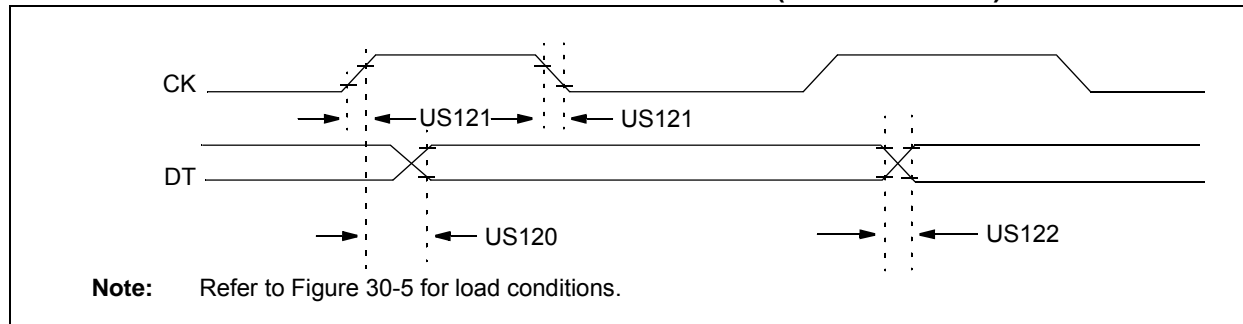 CK
US121
US121
DT
US120
US122
Note: Refer to Figure 30-5 for load conditions.